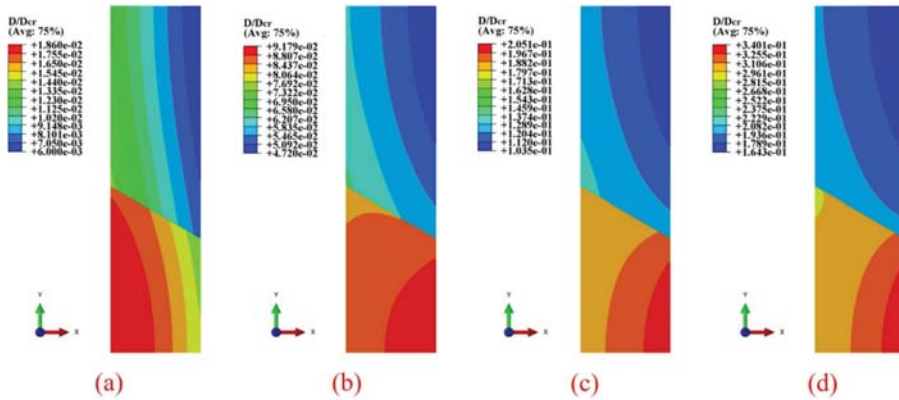 D/Dcr
(Avg: 75%)
+1.860e-02
+1.755e-02
+1.650e-02
+1.545e-02
+1.440e-02
+1.335e-02
+1.230e-02
+1.125e-02
+1.020e-02
+9.148e-03
+8.101e-03
+7.050e-03
+6.000e-03
Y
X
(a)
D/Dcr
(Avg: 75%)
+9.179e-02
+8.807e-02
+8.437e-02
+8.064e-02
+7.692e-02
+7.322e-02
+6.950e-02
+6.580e-02
+6.207e-02
+5.835e-02
+5.465e-02
+5.092e-02
+4.720e-02
Y
X
(b)
D/Dcr
(Avg: 75%)
+2.051e-01
+1.967e-01
+1.882e-01
+1.797e-01
+1.713e-01
+1.628e-01
+1.543e-01
+1.459e-01
+1.374e-01
+1.289e-01
+1.204e-01
+1.120e-01
+1.035e-01
Y
X
(c)
D/Dcr
(Avg: 75%)
+3.401e-01
+3.255e-01
+3.106e-01
+2.961e-01
+2.815e-01
+2.668e-01
+2.522e-01
+2.375e-01
+2.229e-01
+2.082e-01
+1.936e-01
+1.789e-01
+1.643e-01
Y
X
(d)